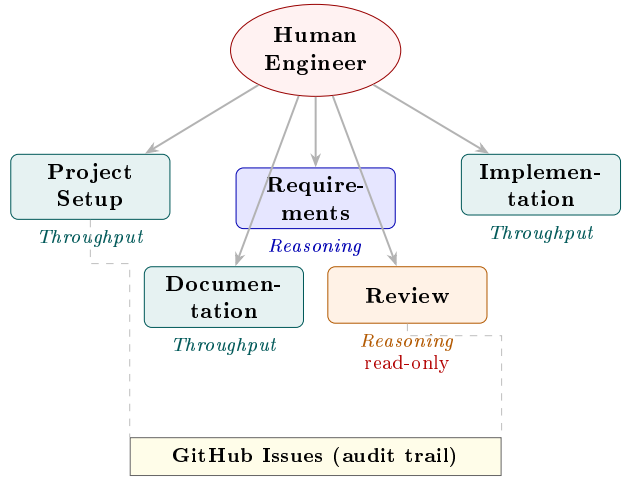 Human
Engineer
Project
Setup
Throughput
Require-
ments
Reasoning
Implemen-
tation
Throughput
Documen-
tation
Throughput
Review
Reasoning
read-only
GitHub Issues (audit trail)